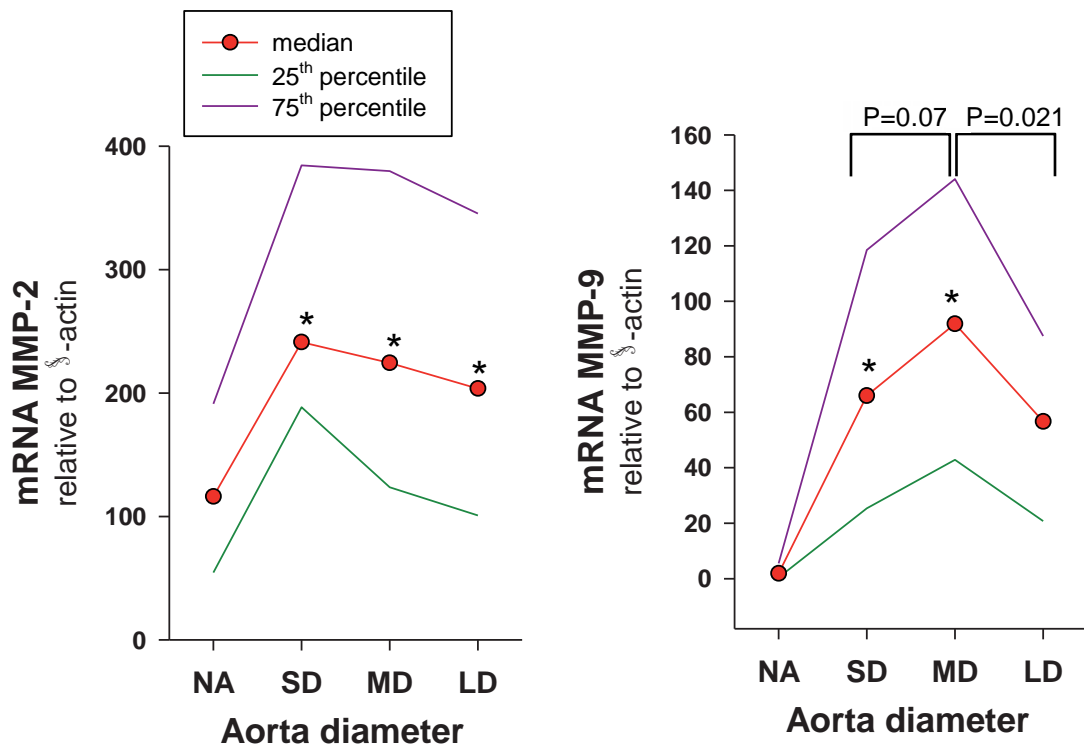 median
25th percentile
75th percentile
400
300
200
100
0
mRNA MMP-2
relative to -actin
*
*
*
NA SD MD LD
Aorta diameter
P=0.07 P=0.021
160
140
120
100
80
60
40
20
0
mRNA MMP-9
relative to -actin
*
*
NA SD MD LD
Aorta diameter